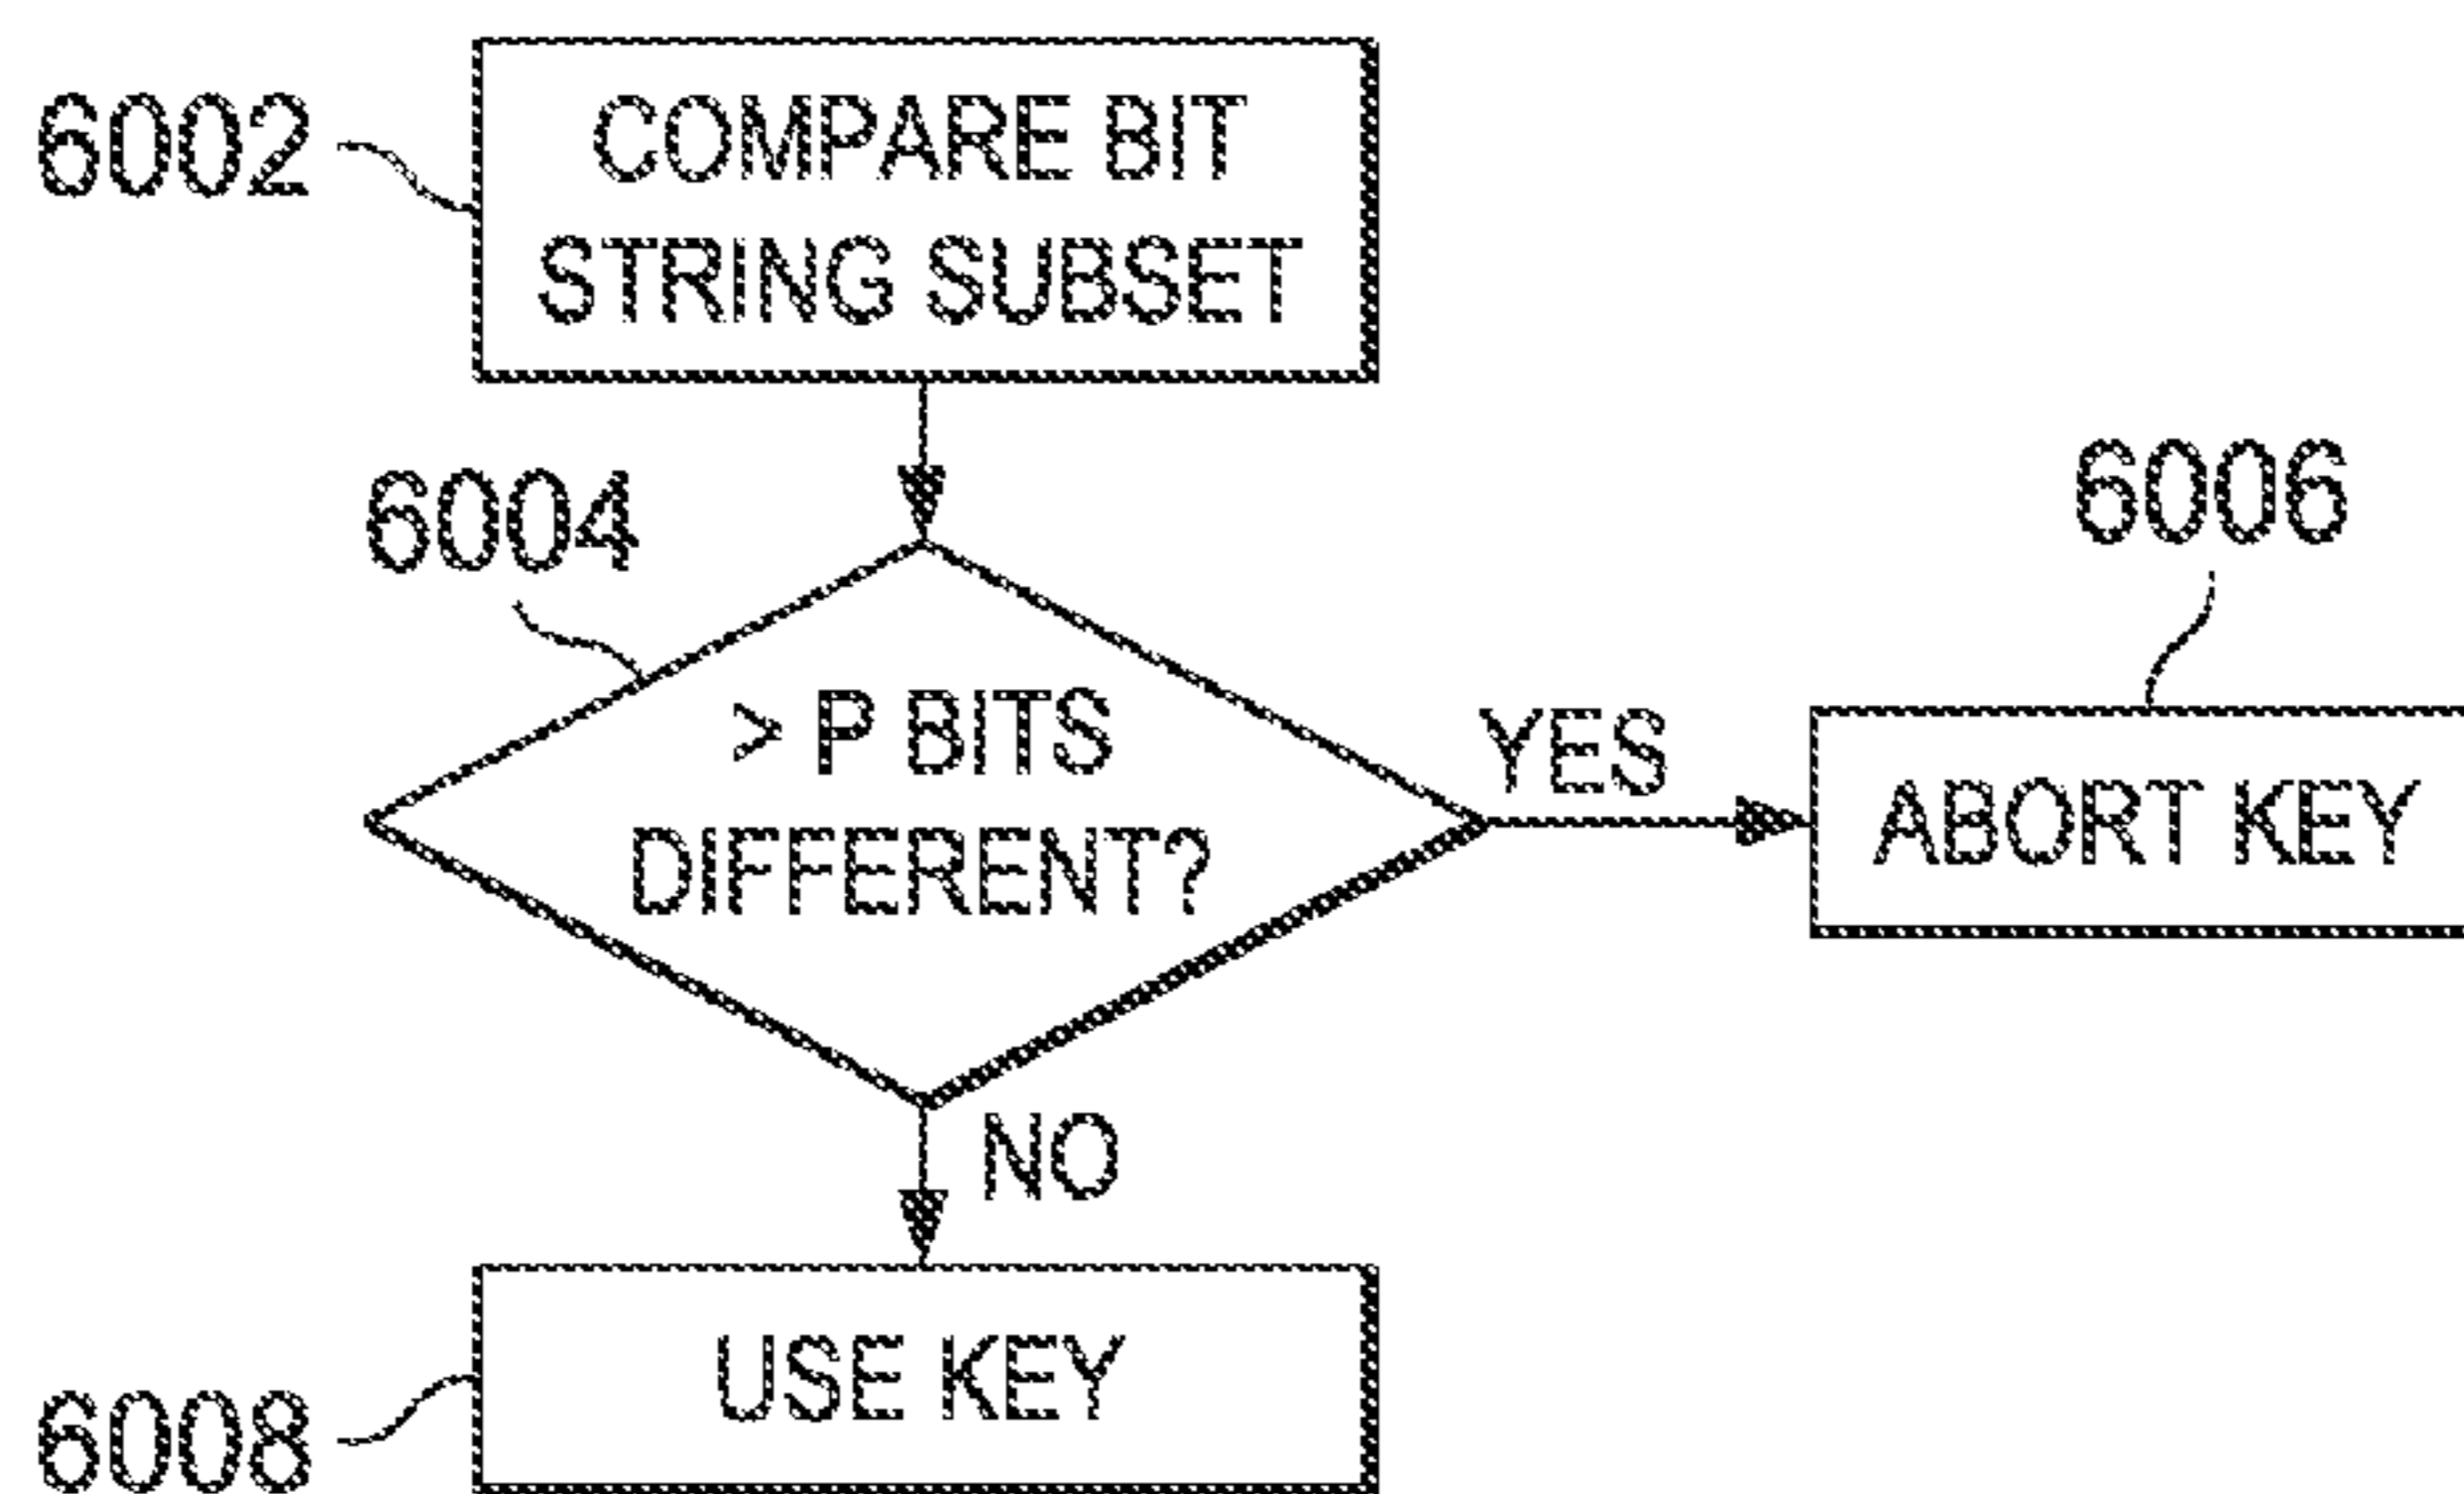 6002
COMPARE BIT
STRING SUBSET
6004
6006
> P BITS
DIFFERENT?
YES
ABORT KEY
NO
USE KEY
6008